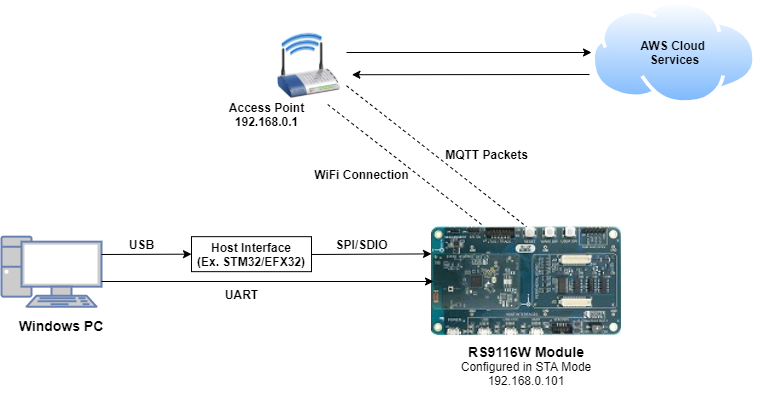 AWS Cloud
Services
Access Point
192.168.0.1
MQTT Packets
WiFi Connection
USB
Host Interface
(Ex. STM32/EFX32)
SPI/SDIO
UART
Windows PC
RS9116W Module
Configured in STA Mode
192.168.0.101